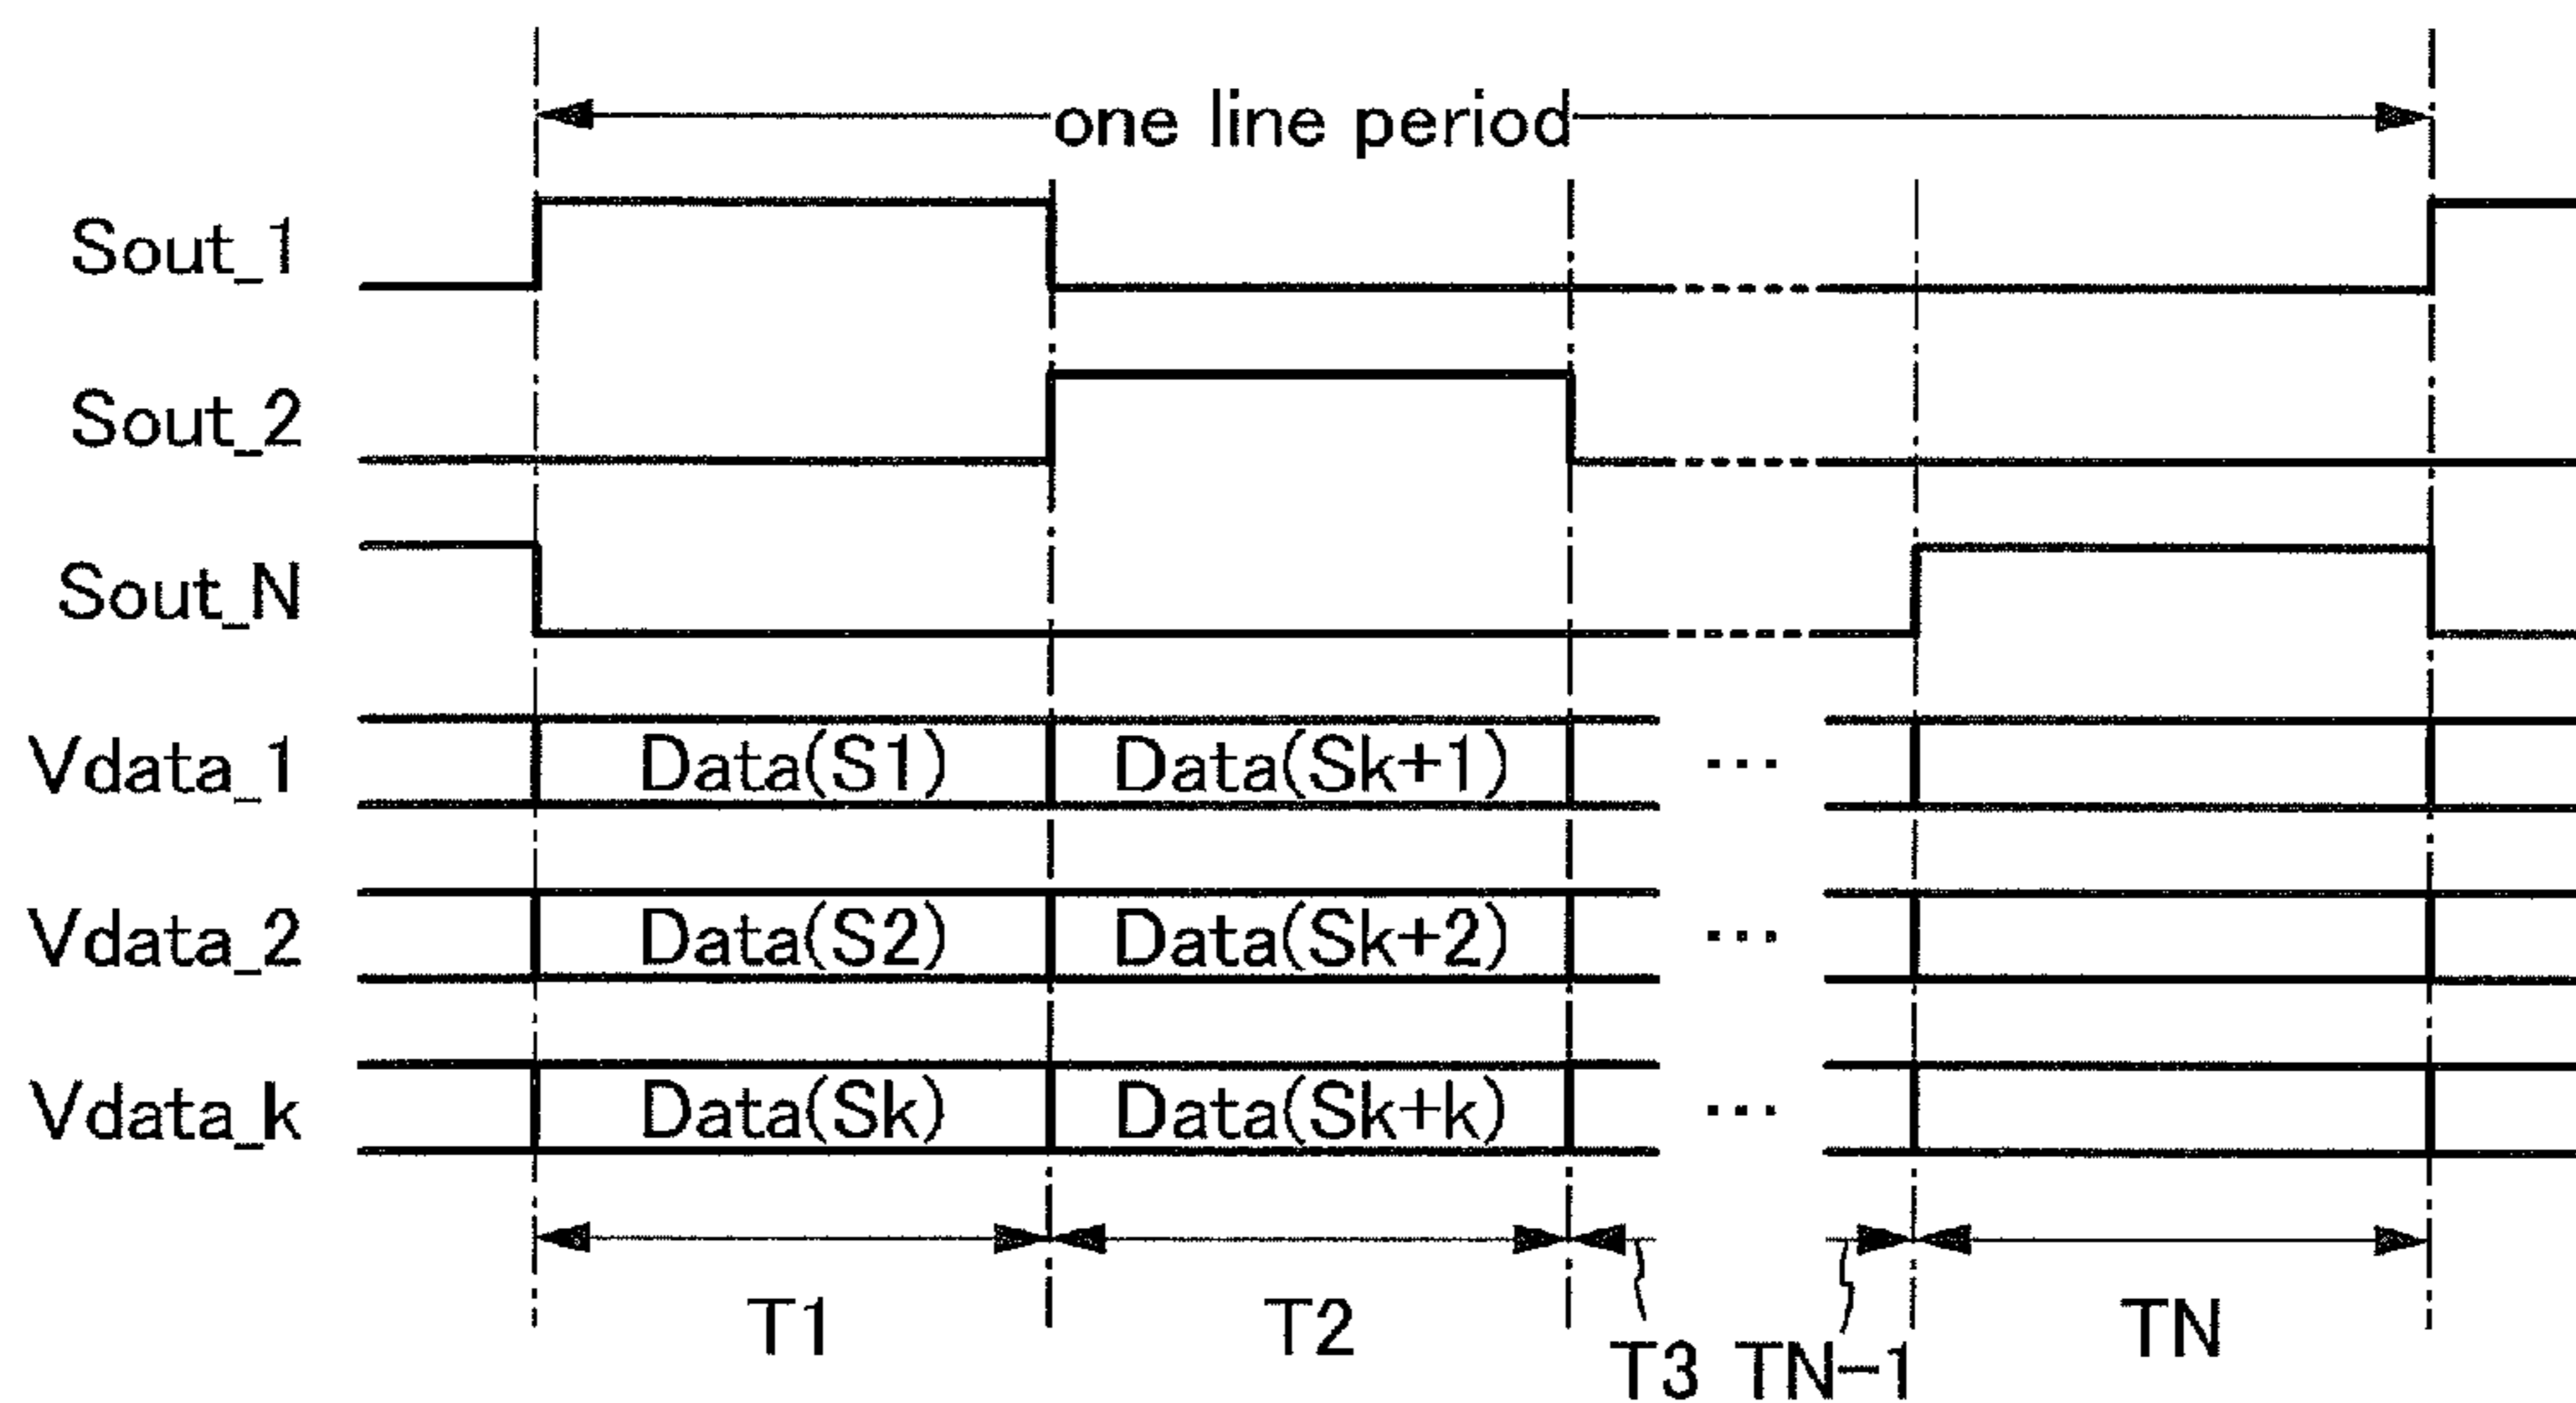 one line period
Sout_1
Sout_2
Sout_N
Vdata_1 Data(S1) Data(Sk+1) ...
Vdata_2 Data(S2) Data(Sk+2) ...
Vdata_k Data(Sk) Data(Sk+k) ...
T1 T2 T3 TN-1 TN